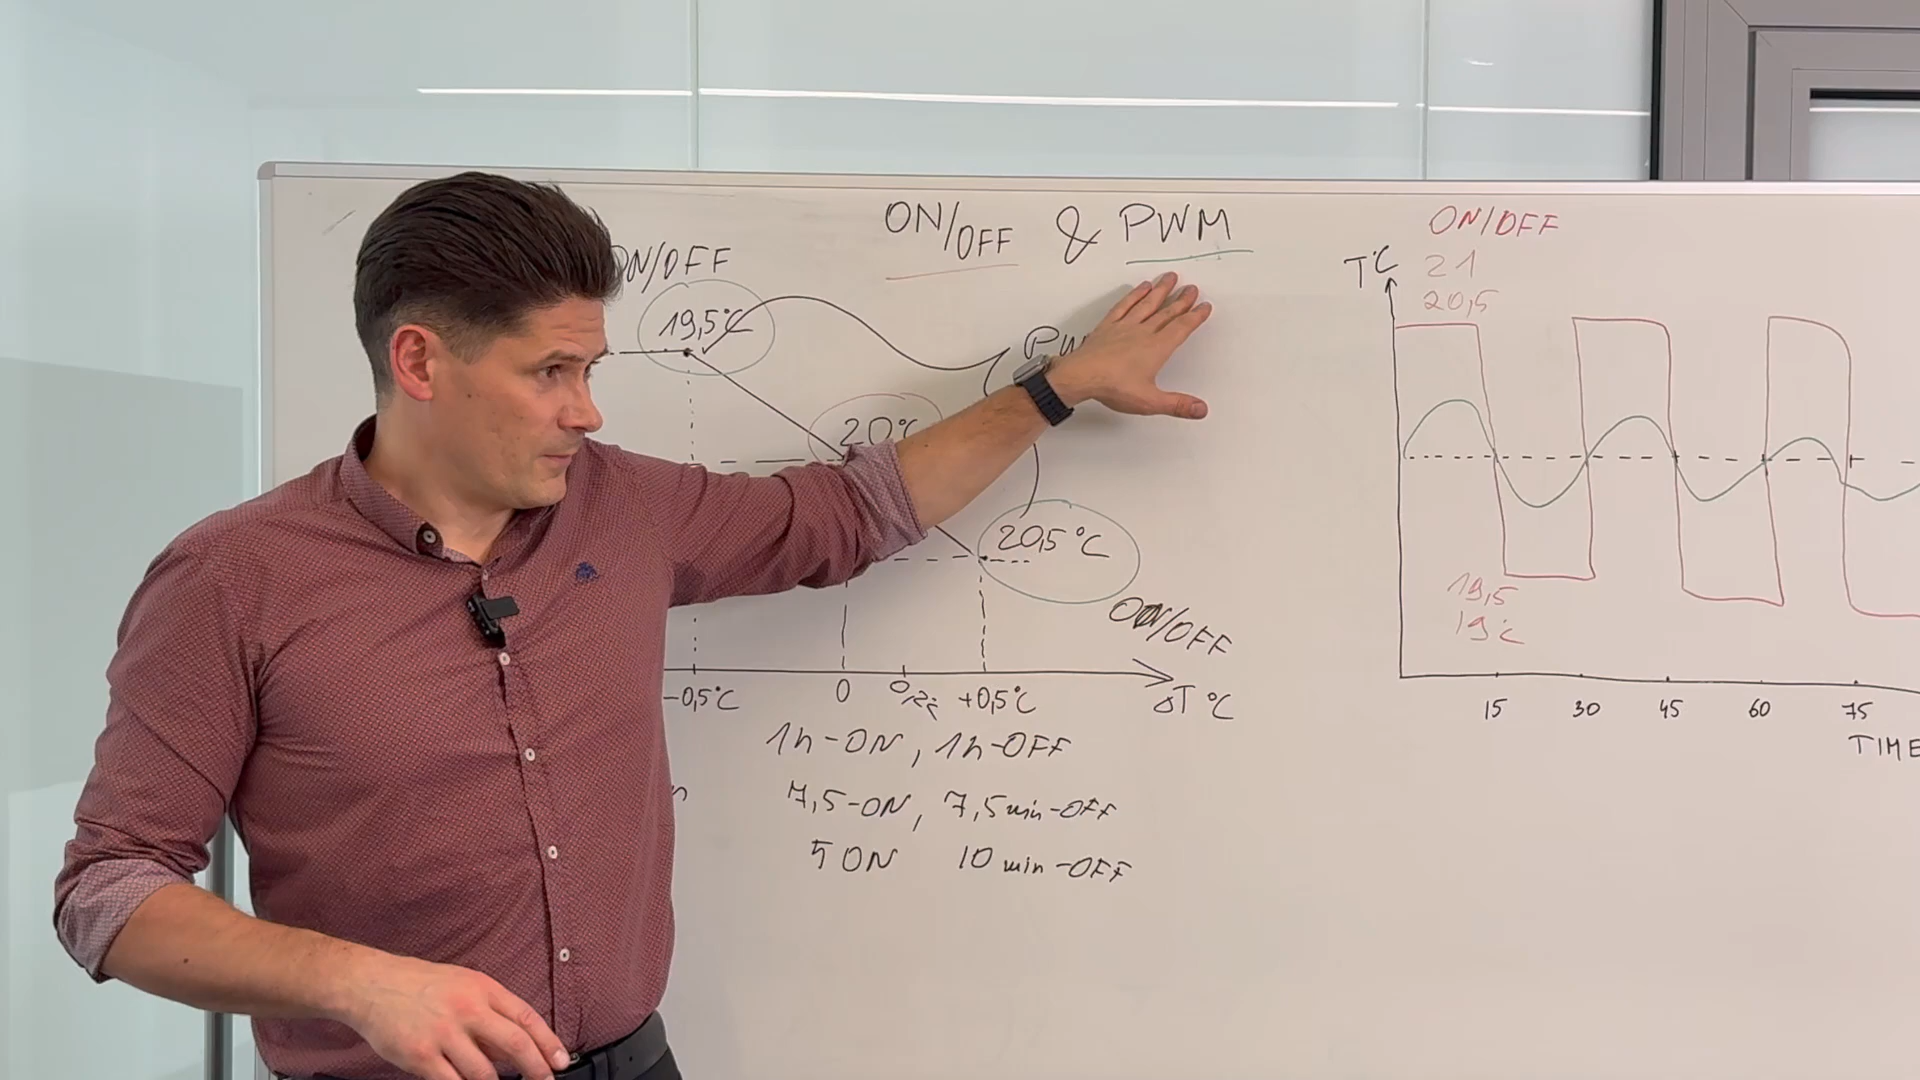 ON/OFF & PWM
ON/OFF
19,5°C
20°C
20,5°C
ON/OFF
-0,5°C 0 +0,5°C ΔT °C
1h-ON, 1h-OFF
7,5-ON, 7,5min-OFF
5 ON 10 min-OFF
ON/OFF
T°C 21
20,5
19,5
19°C
15 30 45 60 75
TIME